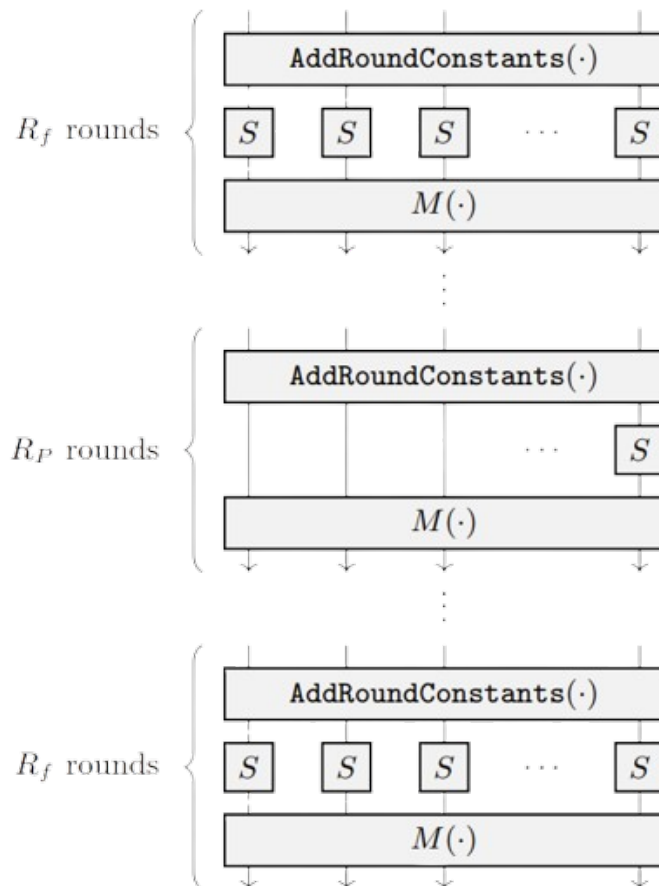 AddRoundConstants(·)
R_f rounds
S S S ··· S
M(·)
⋮
AddRoundConstants(·)
R_P rounds
··· S
M(·)
⋮
AddRoundConstants(·)
R_f rounds
S S S ··· S
M(·)